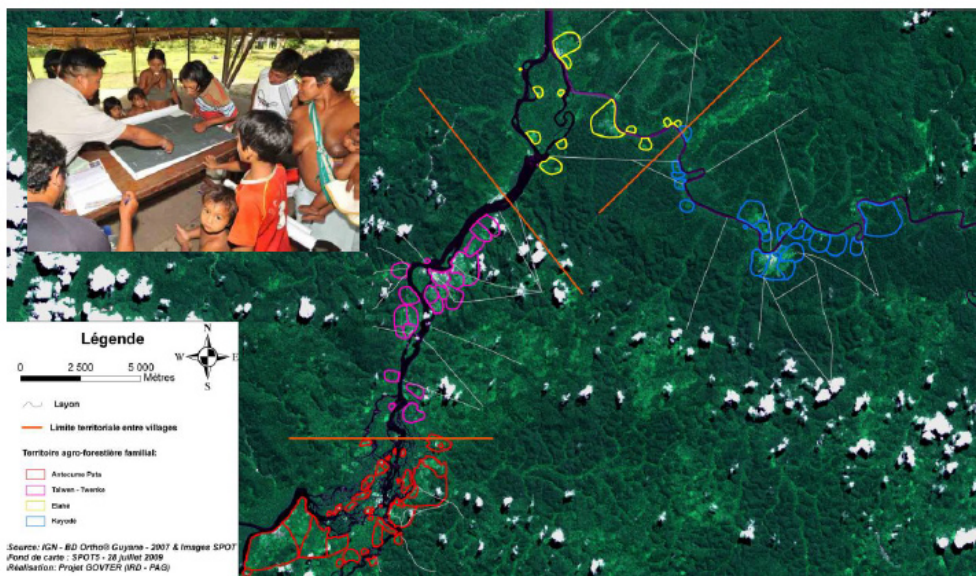 Légende
N
W E
S
0 2 500 5 000
Mètres
Layon
Limite territoriale entre villages
Territoire agro-forestière familial:
Antecume Pata
Talwen - Twenke
Elahé
Kayodé
Source: IGN - BD Ortho® Guyane - 2007 & Images SPOT
Fond de carte : SPOT5 - 28 juillet 2009
Réalisation: Projet GOVTER (IRD - PAG)